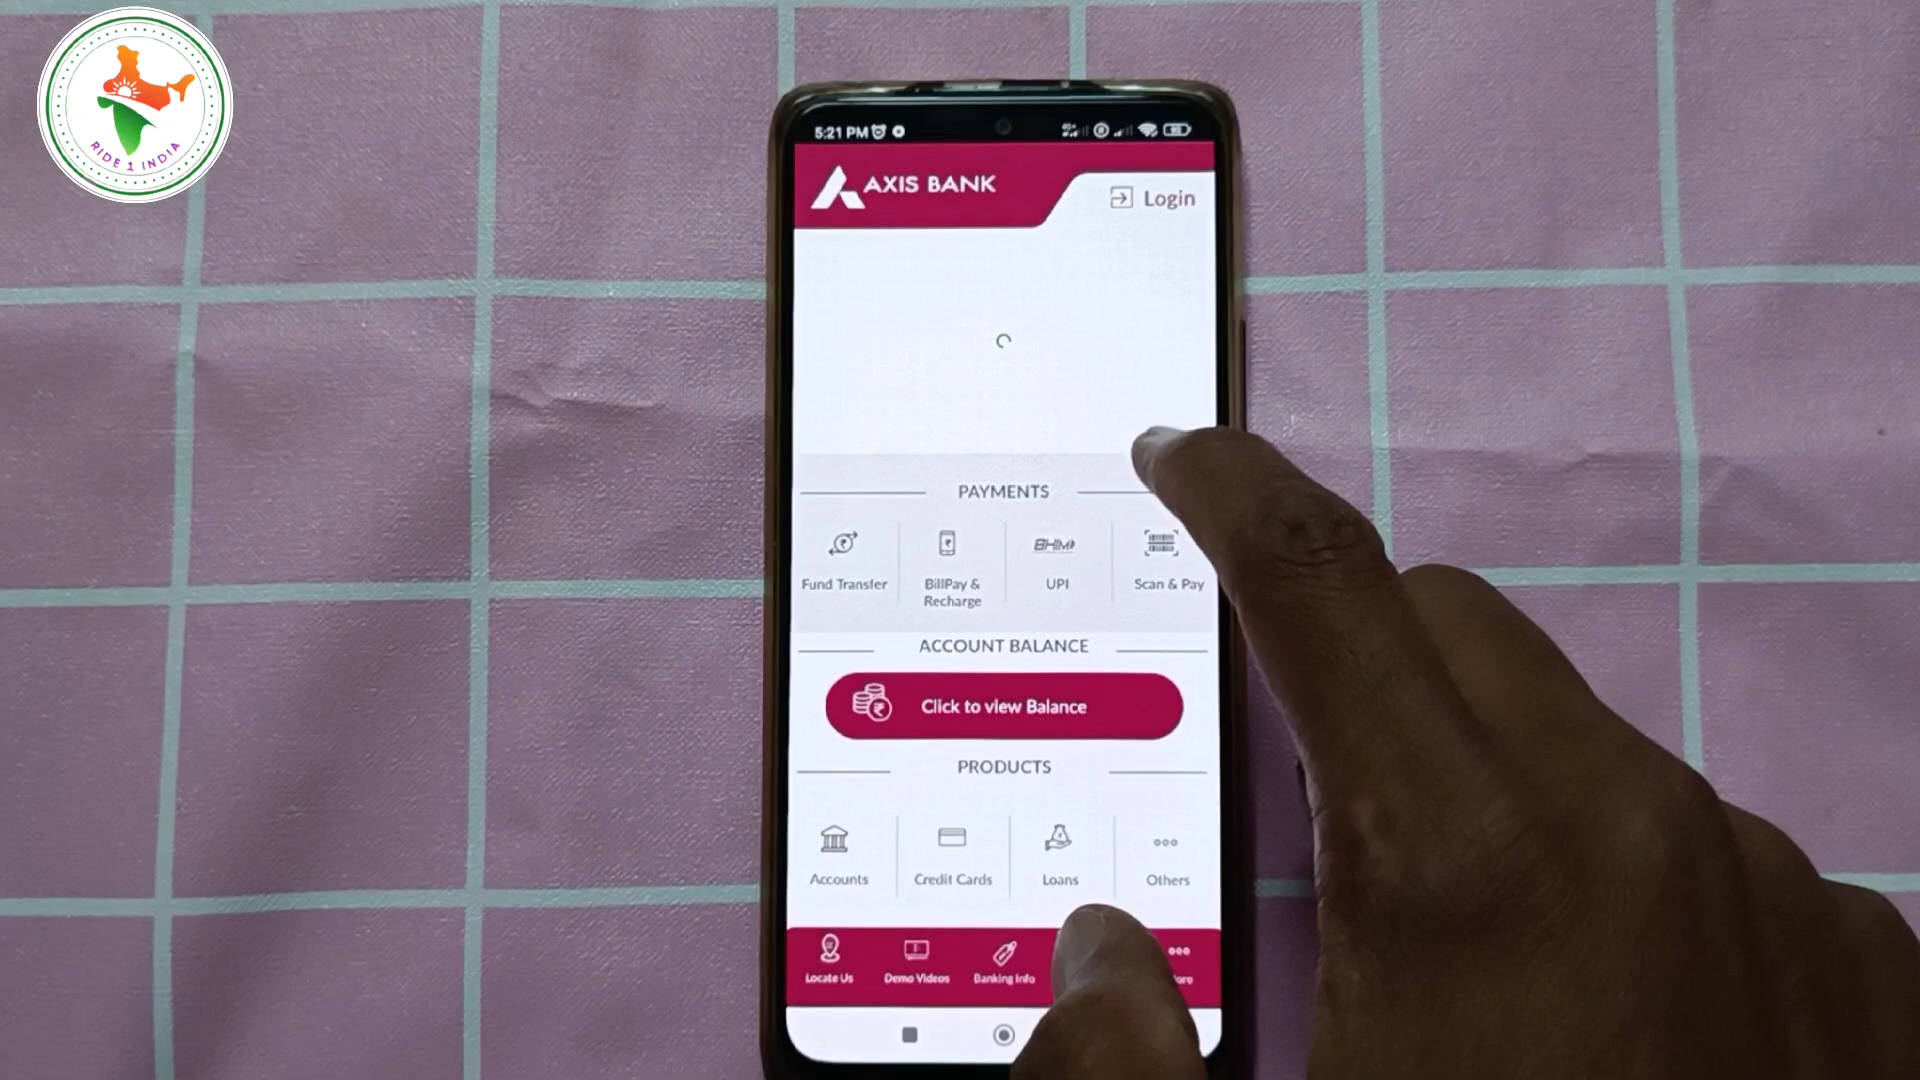 RIDE 1 INDIA
5:21 PM
AXIS BANK
Login
PAYMENTS
Fund Transfer
BillPay &
Recharge
BHIM
UPI
Scan & Pay
ACCOUNT BALANCE
Click to view Balance
PRODUCTS
Accounts
Credit Cards
Loans
Others
Locate Us
Demo Videos
Banking Info